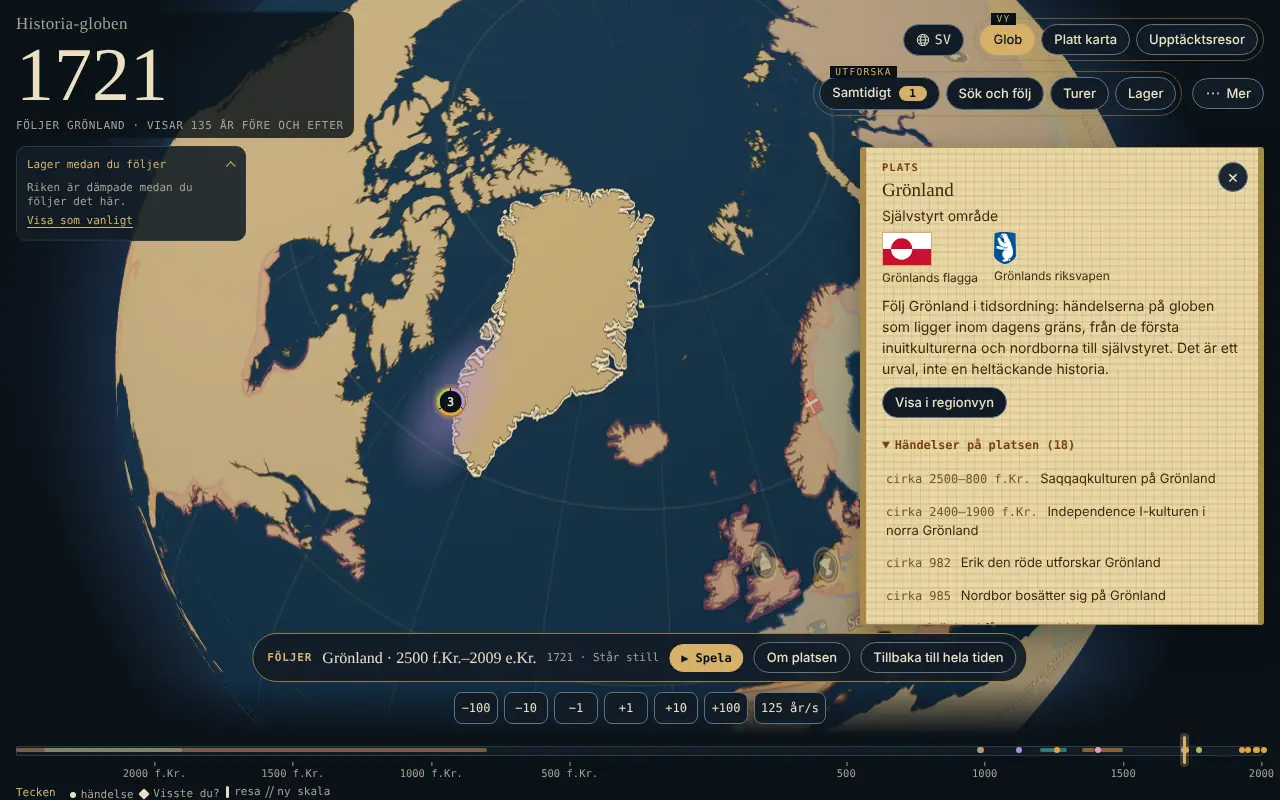 Historia-globen
1721
FÖLJER GRÖNLAND · VISAR 135 ÅR FÖRE OCH EFTER
Lager medan du följer
Riken är dämpade medan du
följer det här.
Visa som vanligt
SV
VY
Glob
Platt karta
Upptäcktsresor
UTFORSKA
Samtidigt 1
Sök och följ
Turer
Lager
··· Mer
PLATS
Grönland
Självstyrt område
Grönlands flagga
Grönlands riksvapen
Följ Grönland i tidsordning: händelserna på globen
som ligger inom dagens gräns, från de första
inuitkulturerna och nordborna till självstyret. Det är ett
urval, inte en heltäckande historia.
Visa i regionvyn
▼ Händelser på platsen (18)
cirka 2500–800 f.Kr. Saqqaqkulturen på Grönland
cirka 2400–1900 f.Kr. Independence I-kulturen i
norra Grönland
cirka 982 Erik den röde utforskar Grönland
cirka 985 Nordbor bosätter sig på Grönland
3
FÖLJER Grönland · 2500 f.Kr.–2009 e.Kr. 1721 · Står still ▶ Spela Om platsen Tillbaka till hela tiden
−100 −10 −1 +1 +10 +100 125 år/s
2000 f.Kr. 1500 f.Kr. 1000 f.Kr. 500 f.Kr. 500 1000 1500 2000
Tecken händelse Visste du? resa // ny skala